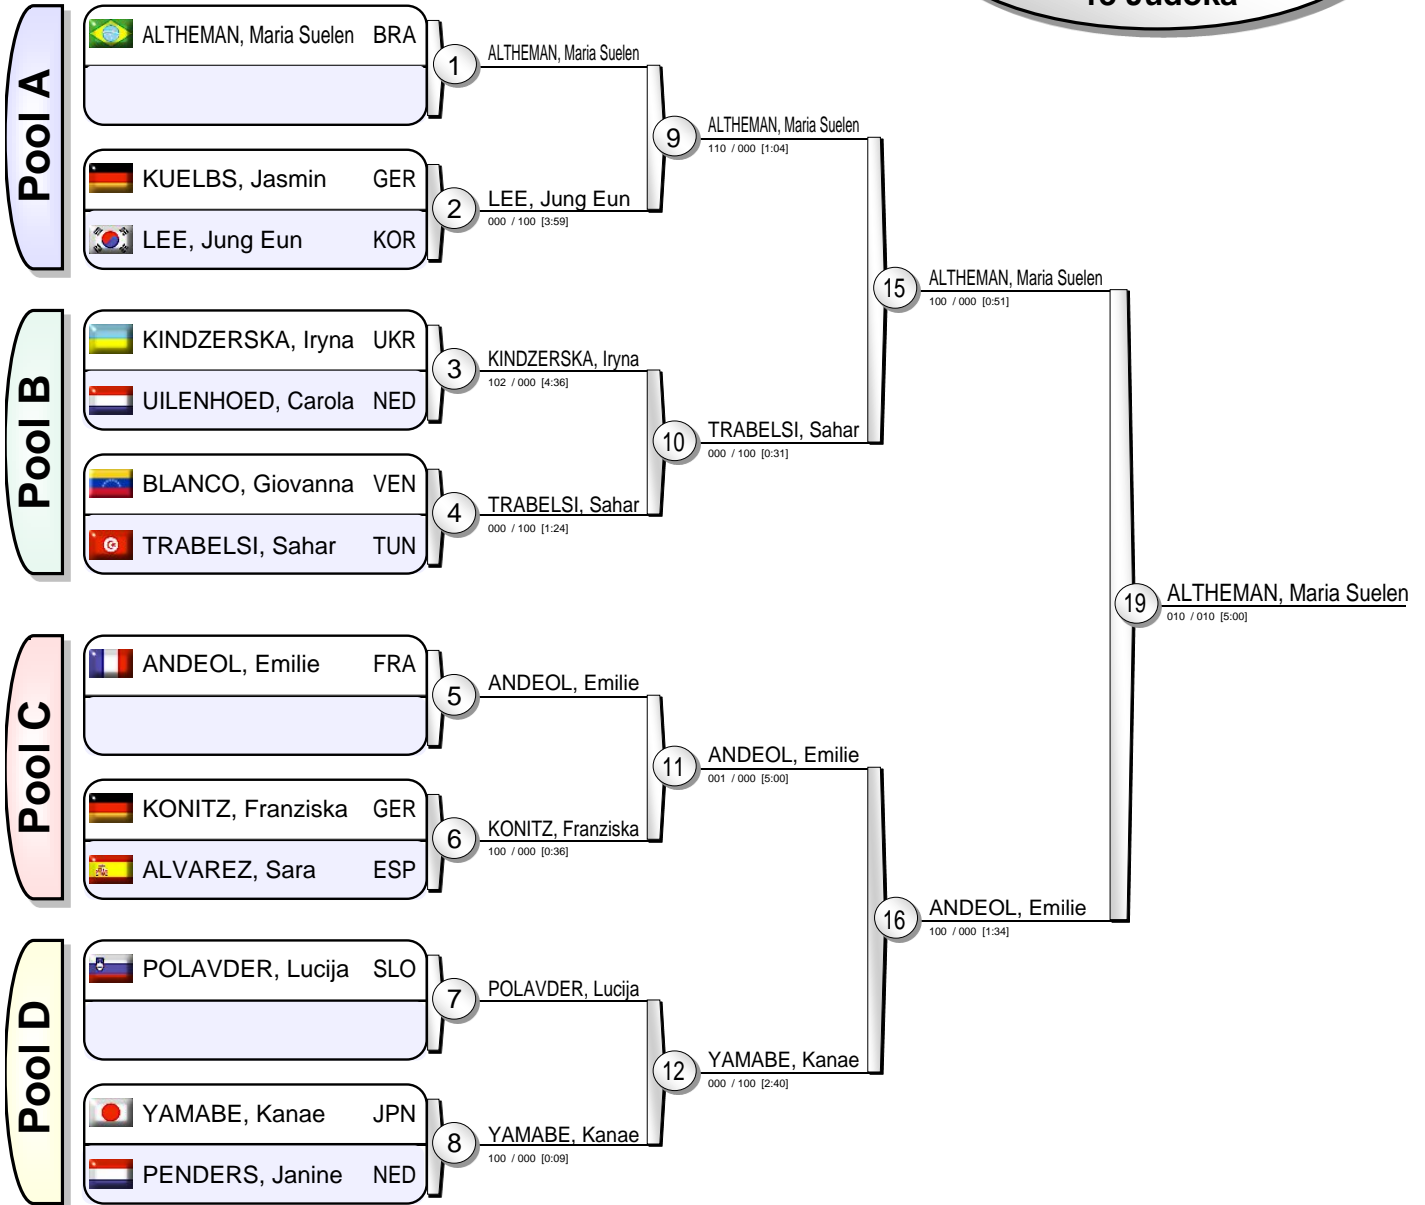 13 Judoka
Pool A
ALTHEMAN, Maria Suelen BRA
KUELBS, Jasmin GER
LEE, Jung Eun KOR
Pool B
KINDZERSKA, Iryna UKR
UILENHOED, Carola NED
BLANCO, Giovanna VEN
TRABELSI, Sahar TUN
Pool C
ANDEOL, Emilie FRA
KONITZ, Franziska GER
ALVAREZ, Sara ESP
Pool D
POLAVDER, Lucija SLO
YAMABE, Kanae JPN
PENDERS, Janine NED
1 ALTHEMAN, Maria Suelen
2 LEE, Jung Eun
000 / 100 [3:59]
3 KINDZERSKA, Iryna
102 / 000 [4:36]
4 TRABELSI, Sahar
000 / 100 [1:24]
5 ANDEOL, Emilie
6 KONITZ, Franziska
100 / 000 [0:36]
7 POLAVDER, Lucija
8 YAMABE, Kanae
100 / 000 [0:09]
9 ALTHEMAN, Maria Suelen
110 / 000 [1:04]
10 TRABELSI, Sahar
000 / 100 [0:31]
11 ANDEOL, Emilie
001 / 000 [5:00]
12 YAMABE, Kanae
000 / 100 [2:40]
15 ALTHEMAN, Maria Suelen
100 / 000 [0:51]
16 ANDEOL, Emilie
100 / 000 [1:34]
19 ALTHEMAN, Maria Suelen
010 / 010 [5:00]